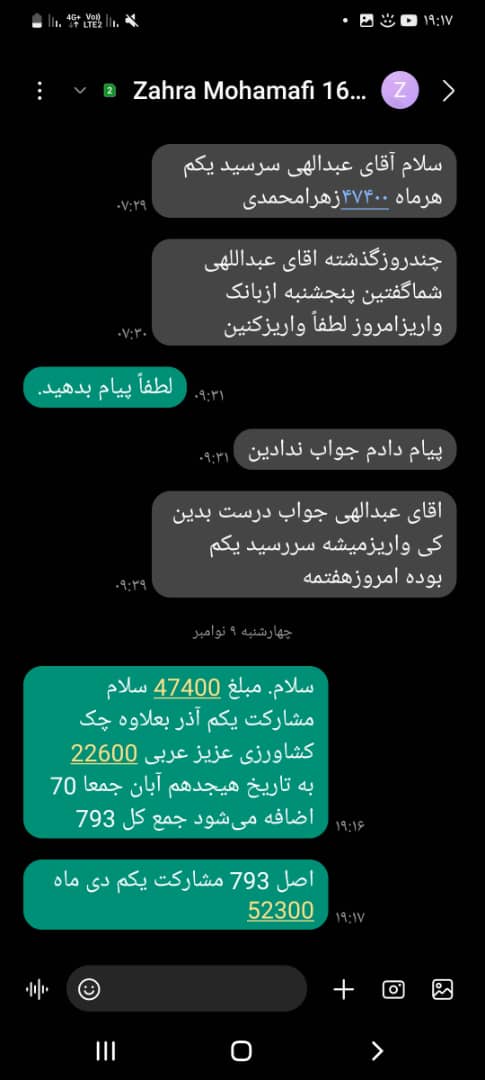 ۱۹:۱۷
4G+ Vo)) LTE2
Zahra Mohamafi 16...
2
Z
سلام آقای عبدالهی سرسید یکم
هرماه ۴۷۴۰۰زهرامحمدی
۰۷:۲۹
چندروزگذشته اقای عبداللهی
شماگفتین پنجشنبه ازبانک
واریزامروز لطفاً واریزکنین
۰۷:۳۰
لطفاً پیام بدهید.
۰۹:۳۱
پیام دادم جواب ندادین
۰۹:۳۱
اقای عبدالهی جواب درست بدین
کی واریزمیشه سررسید یکم
بوده امروزهفتمه
۰۹:۳۹
چهارشنبه ۹ نوامبر
سلام. مبلغ 47400 سلام
مشارکت یکم آذر بعلاوه چک
کشاورزی عزیز عربی 22600
به تاریخ هیجدهم آبان جمعا 70
اضافه می‌شود جمع کل 793
۱۹:۱۶
اصل 793 مشارکت یکم دی ماه
52300
۱۹:۱۷